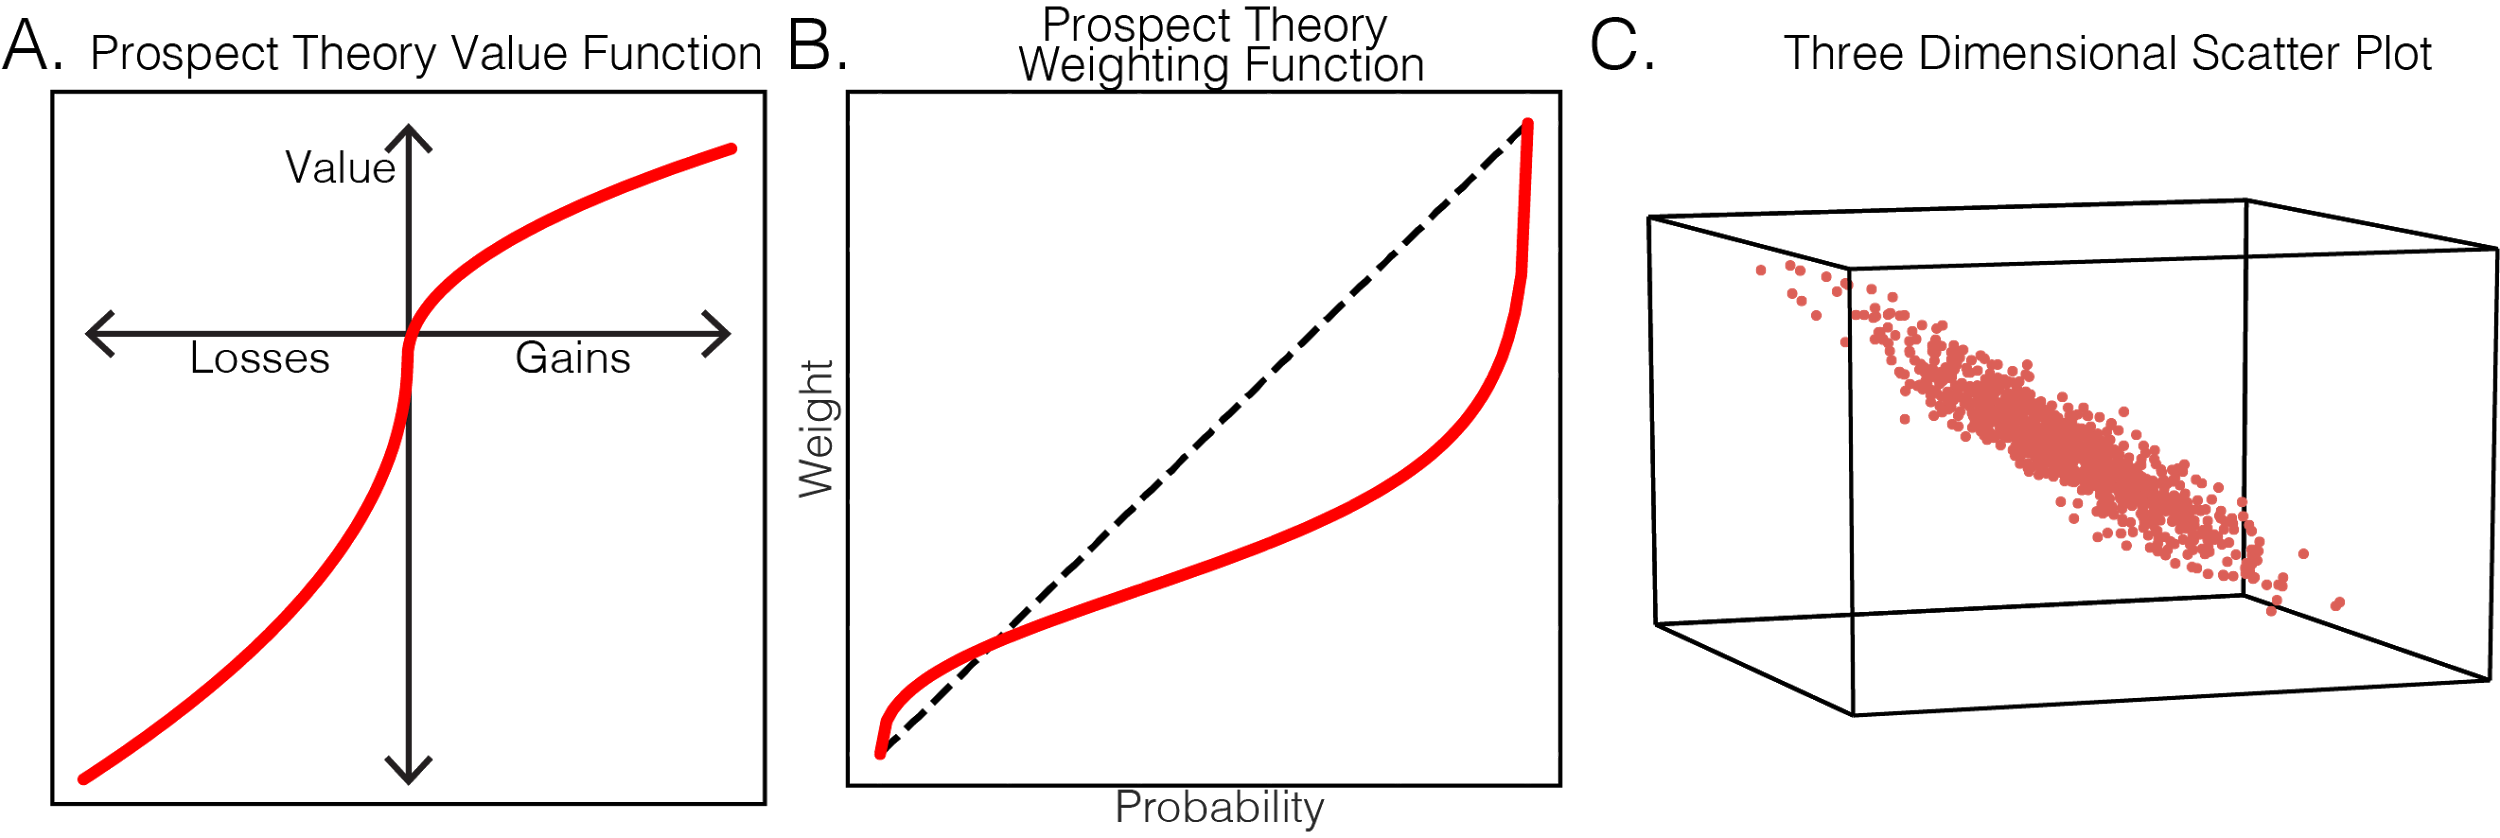 A. Prospect Theory Value Function
Value
Losses
Gains
B. Prospect Theory
Weighting Function
Weight
Probability
C. Three Dimensional Scatter Plot